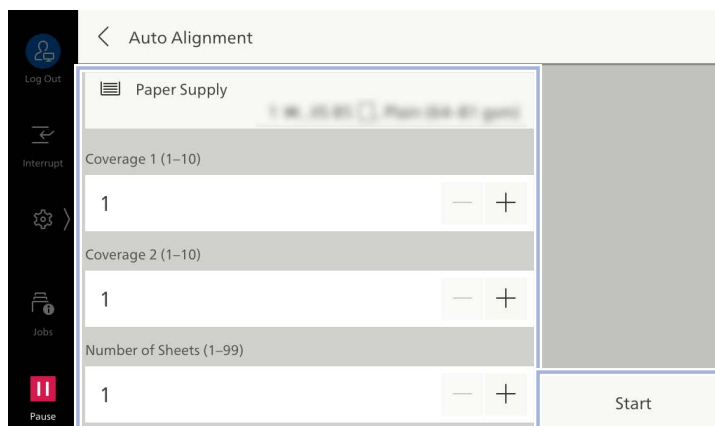 Auto Alignment
Log Out
Paper Supply
Interrupt
Coverage 1 (1–10)
1
Coverage 2 (1–10)
1
Jobs
Number of Sheets (1–99)
1
Pause
Start